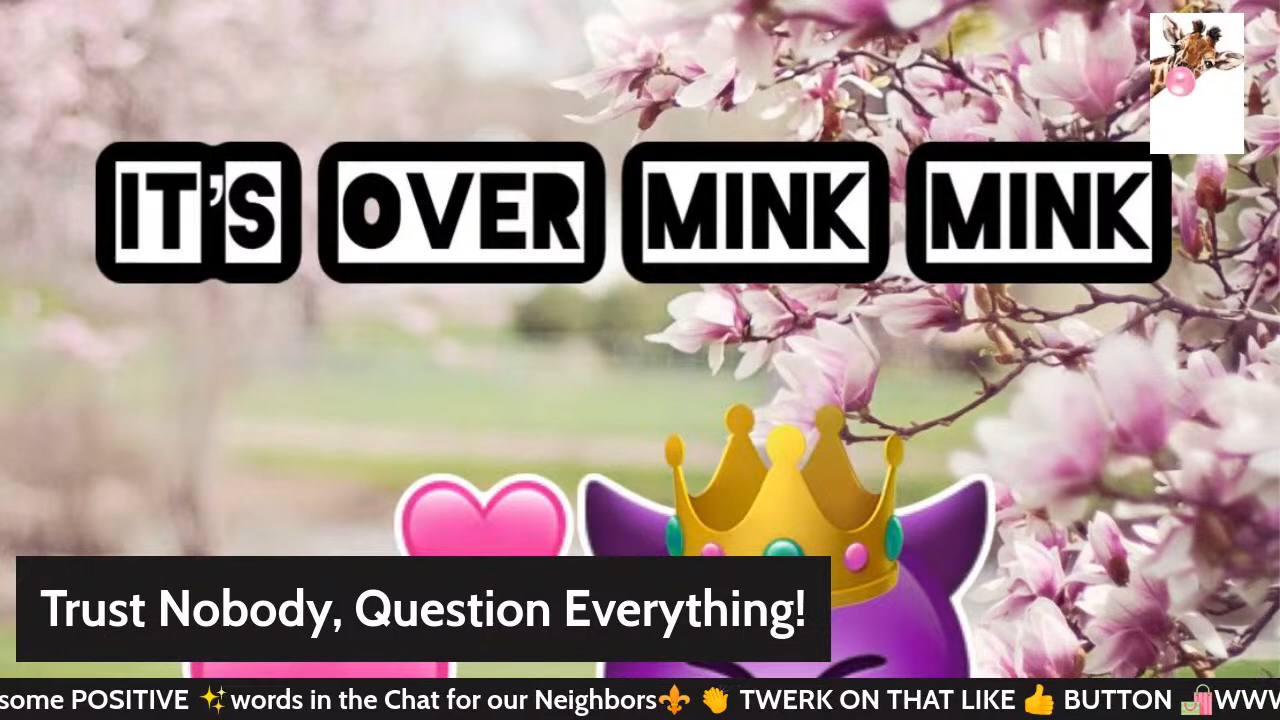 IT'S OVER MINK MINK
Trust Nobody, Question Everything!
some POSITIVE ✨words in the Chat for our Neighbors⚜️ 👏 TWERK ON THAT LIKE 👍 BUTTON 🛍️WWW